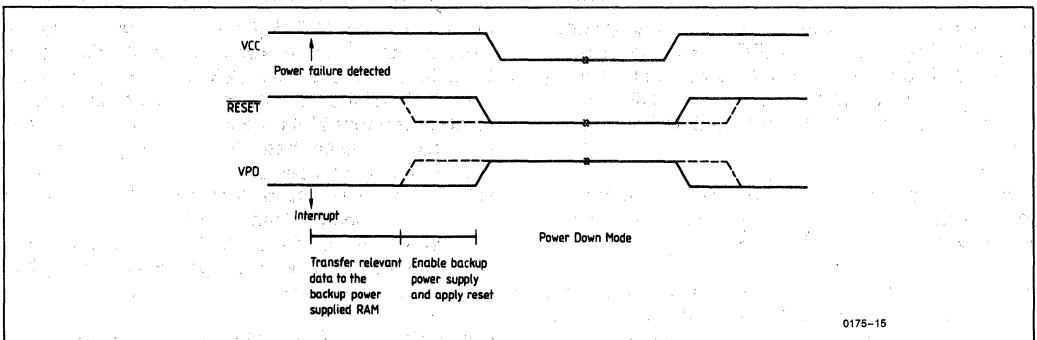 VCC
Power failure detected
RESET
VPD
Interrupt
Power Down Mode
Transfer relevant
data to the
backup power
supplied RAM
Enable backup
power supply
and apply reset
0175-15